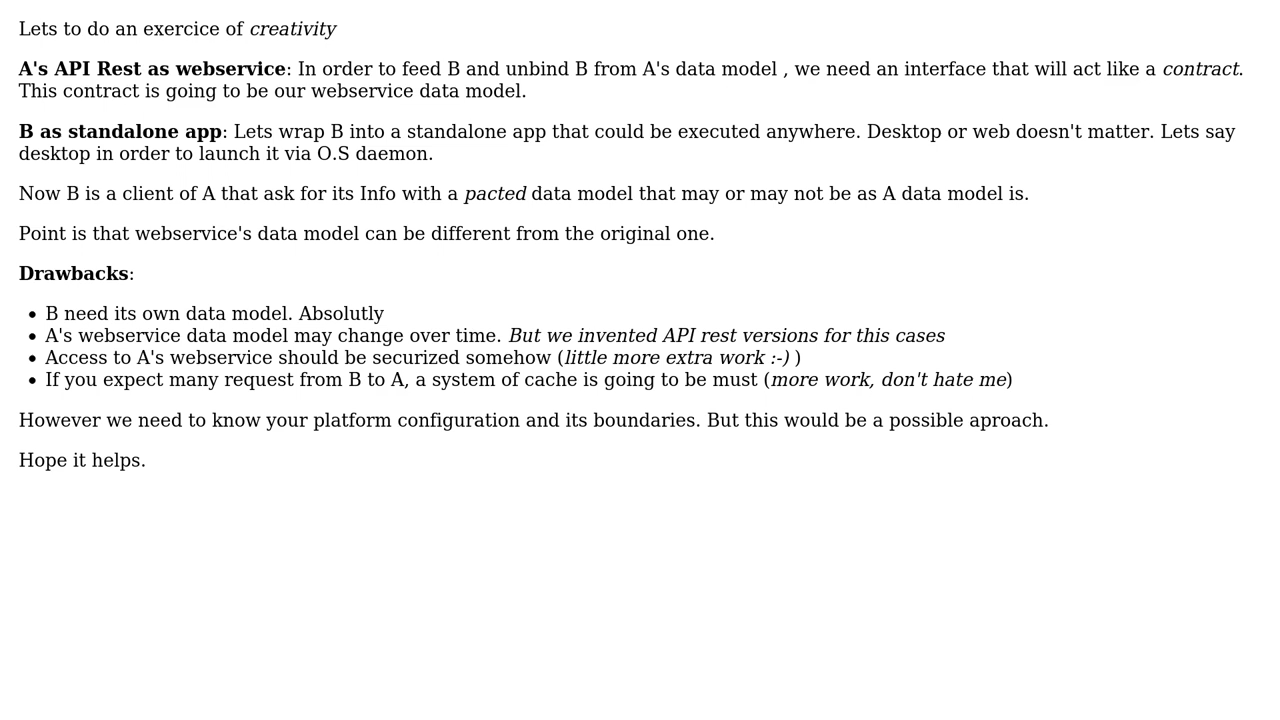 Lets to do an exercice of creativity
A's API Rest as webservice: In order to feed B and unbind B from A's data model , we need an interface that will act like a contract.
This contract is going to be our webservice data model.
B as standalone app: Lets wrap B into a standalone app that could be executed anywhere. Desktop or web doesn't matter. Lets say
desktop in order to launch it via O.S daemon.
Now B is a client of A that ask for its Info with a pacted data model that may or may not be as A data model is.
Point is that webservice's data model can be different from the original one.
Drawbacks:
• B need its own data model. Absolutly
• A's webservice data model may change over time. But we invented API rest versions for this cases
• Access to A's webservice should be securized somehow (little more extra work :-) )
• If you expect many request from B to A, a system of cache is going to be must (more work, don't hate me)
However we need to know your platform configuration and its boundaries. But this would be a possible aproach.
Hope it helps.